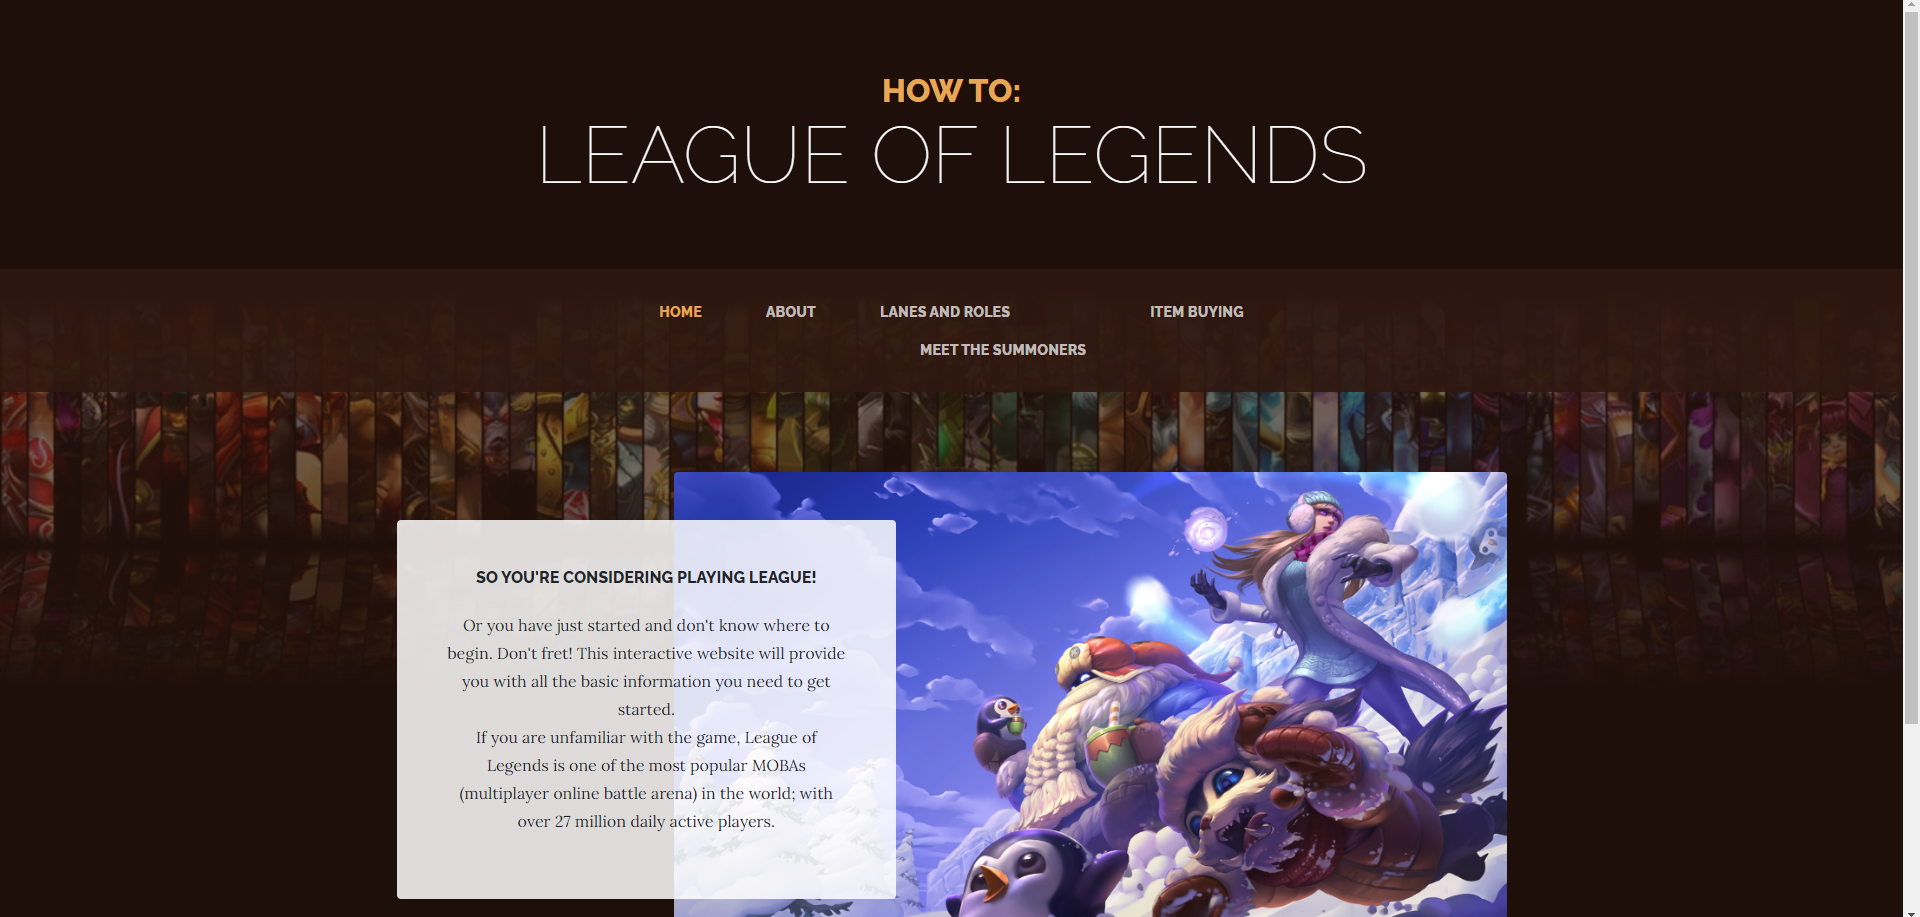 HOW TO:
LEAGUE OF LEGENDS
HOME ABOUT LANES AND ROLES ITEM BUYING
MEET THE SUMMONERS
SO YOU'RE CONSIDERING PLAYING LEAGUE!
Or you have just started and don't know where to
begin. Don't fret! This interactive website will provide
you with all the basic information you need to get
started.
If you are unfamiliar with the game, League of
Legends is one of the most popular MOBAs
(multiplayer online battle arena) in the world; with
over 27 million daily active players.